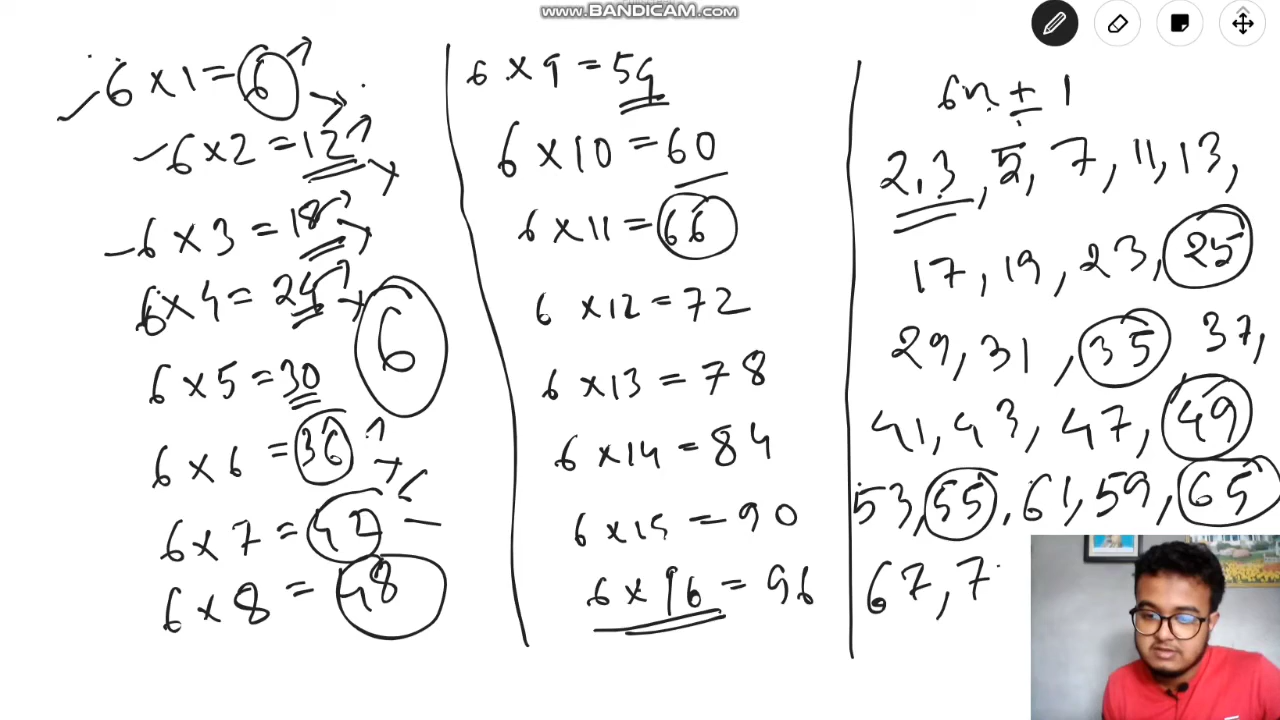 www.BANDICAM.com
6 x 1 = 6
6 x 2 = 12
6 x 3 = 18
6 x 4 = 24
6
6 x 5 = 30
6 x 6 = 36
6 x 7 = 42
6 x 8 = 48
6 x 9 = 54
6 x 10 = 60
6 x 11 = 66
6 x 12 = 72
6 x 13 = 78
6 x 14 = 84
6 x 15 = 90
6 x 16 = 96
6n ± 1
2, 3, 5, 7, 11, 13,
17, 19, 23, 25
29, 31, 35 37,
41, 43, 47, 49
53, 55, 61, 59, 65
67, 7